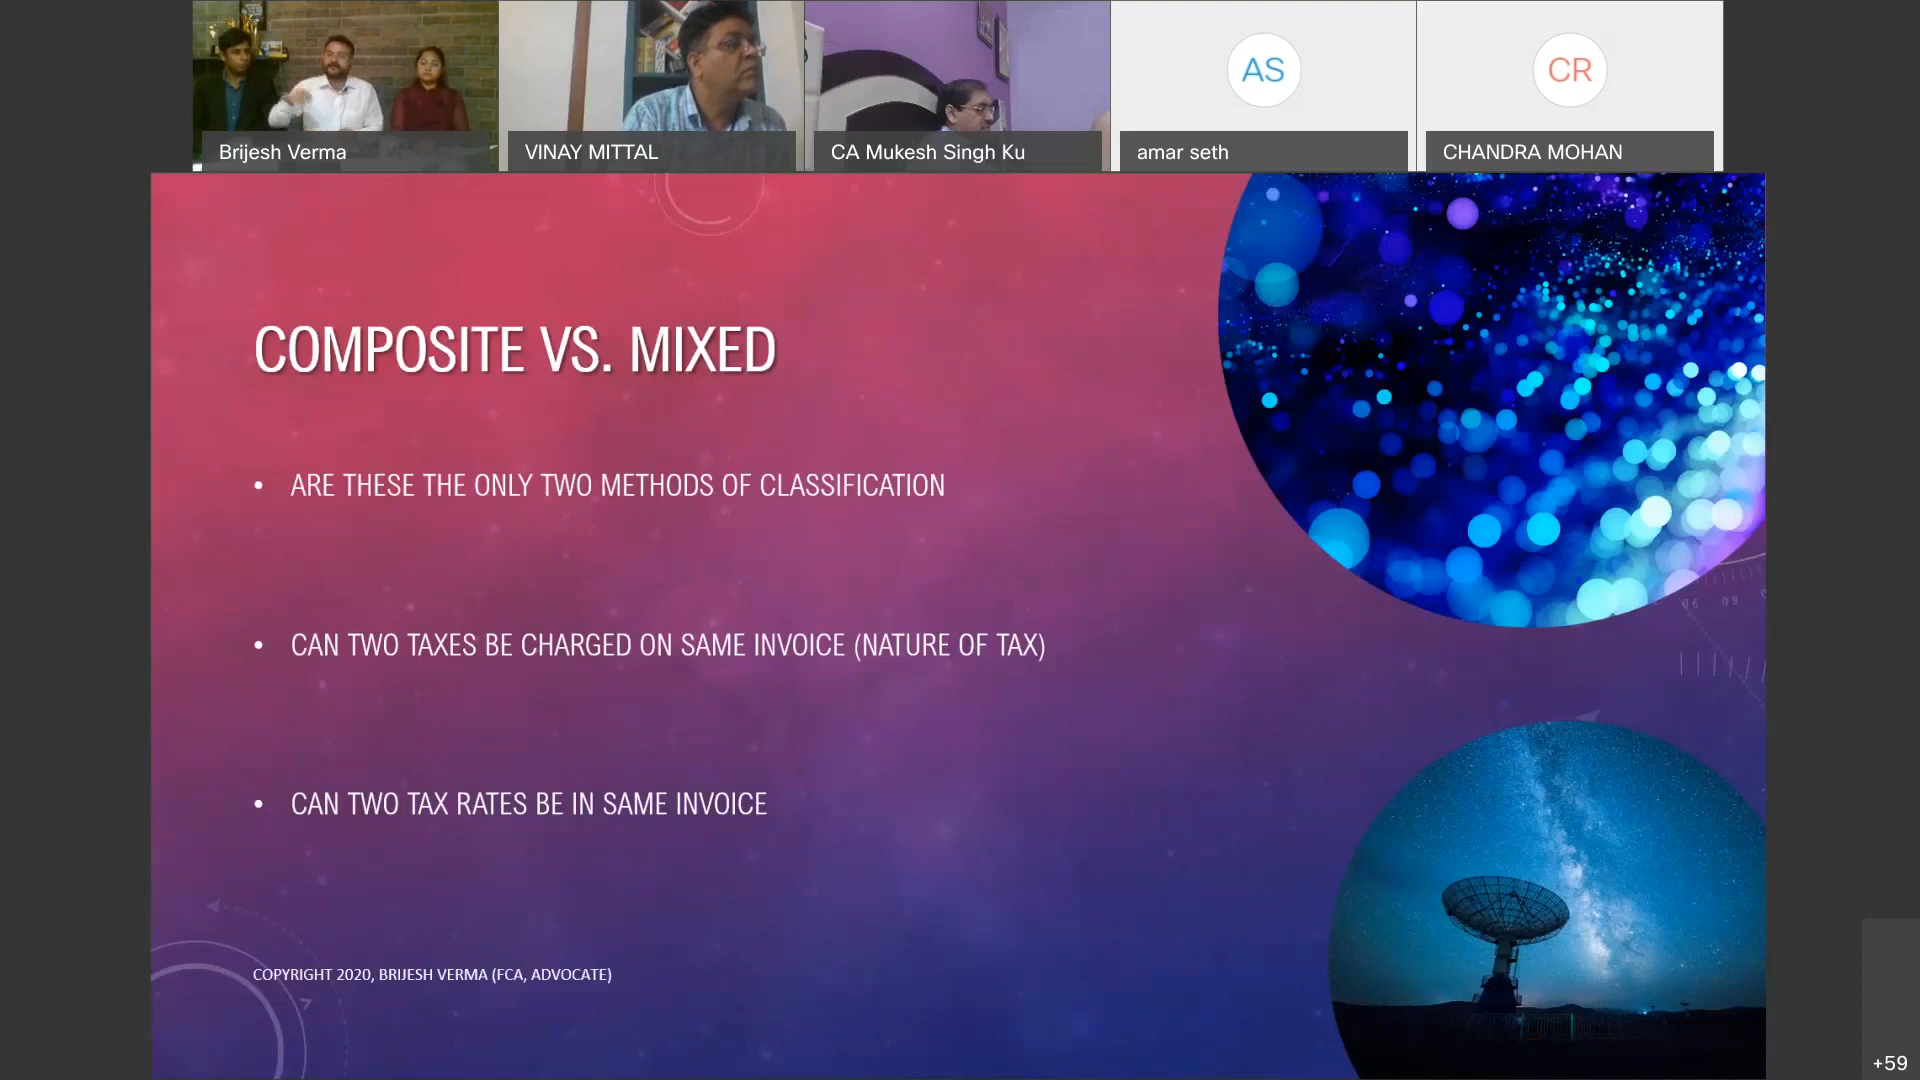 Brijesh Verma
VINAY MITTAL
CA Mukesh Singh Ku
AS
amar seth
CR
CHANDRA MOHAN
COMPOSITE VS. MIXED
• ARE THESE THE ONLY TWO METHODS OF CLASSIFICATION
• CAN TWO TAXES BE CHARGED ON SAME INVOICE (NATURE OF TAX)
• CAN TWO TAX RATES BE IN SAME INVOICE
COPYRIGHT 2020, BRIJESH VERMA (FCA, ADVOCATE)
+59